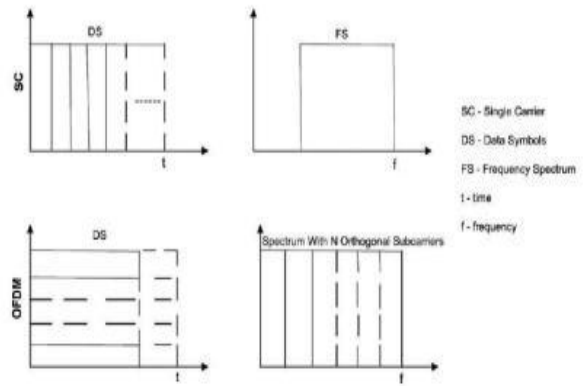 DS
FS
SC
t
f
SC - Single Carrier
DS - Data Symbols
FS - Frequency Spectrum
t - time
f - frequency
DS
Spectrum With N Orthogonal Subcarriers
OFDM
t
f